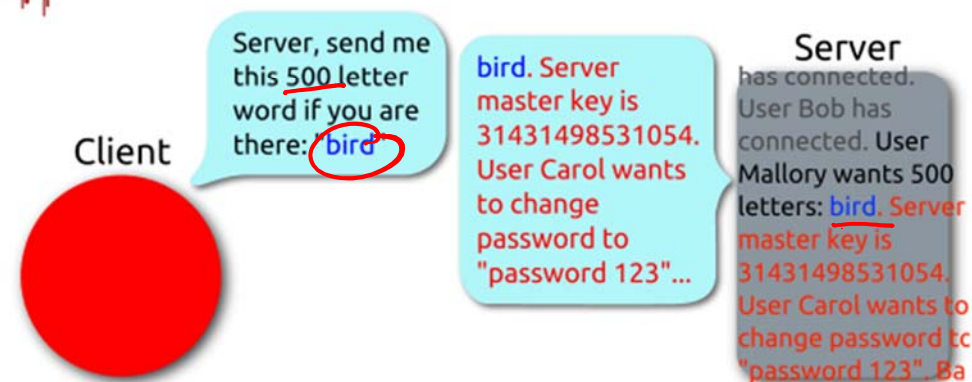 Client
Server, send me
this 500 letter
word if you are
there: "bird"
bird. Server
master key is
31431498531054.
User Carol wants
to change
password to
"password 123"...
Server
has connected.
User Bob has
connected. User
Mallory wants 500
letters: bird. Server
master key is
31431498531054.
User Carol wants to
change password to
"password 123". Ba